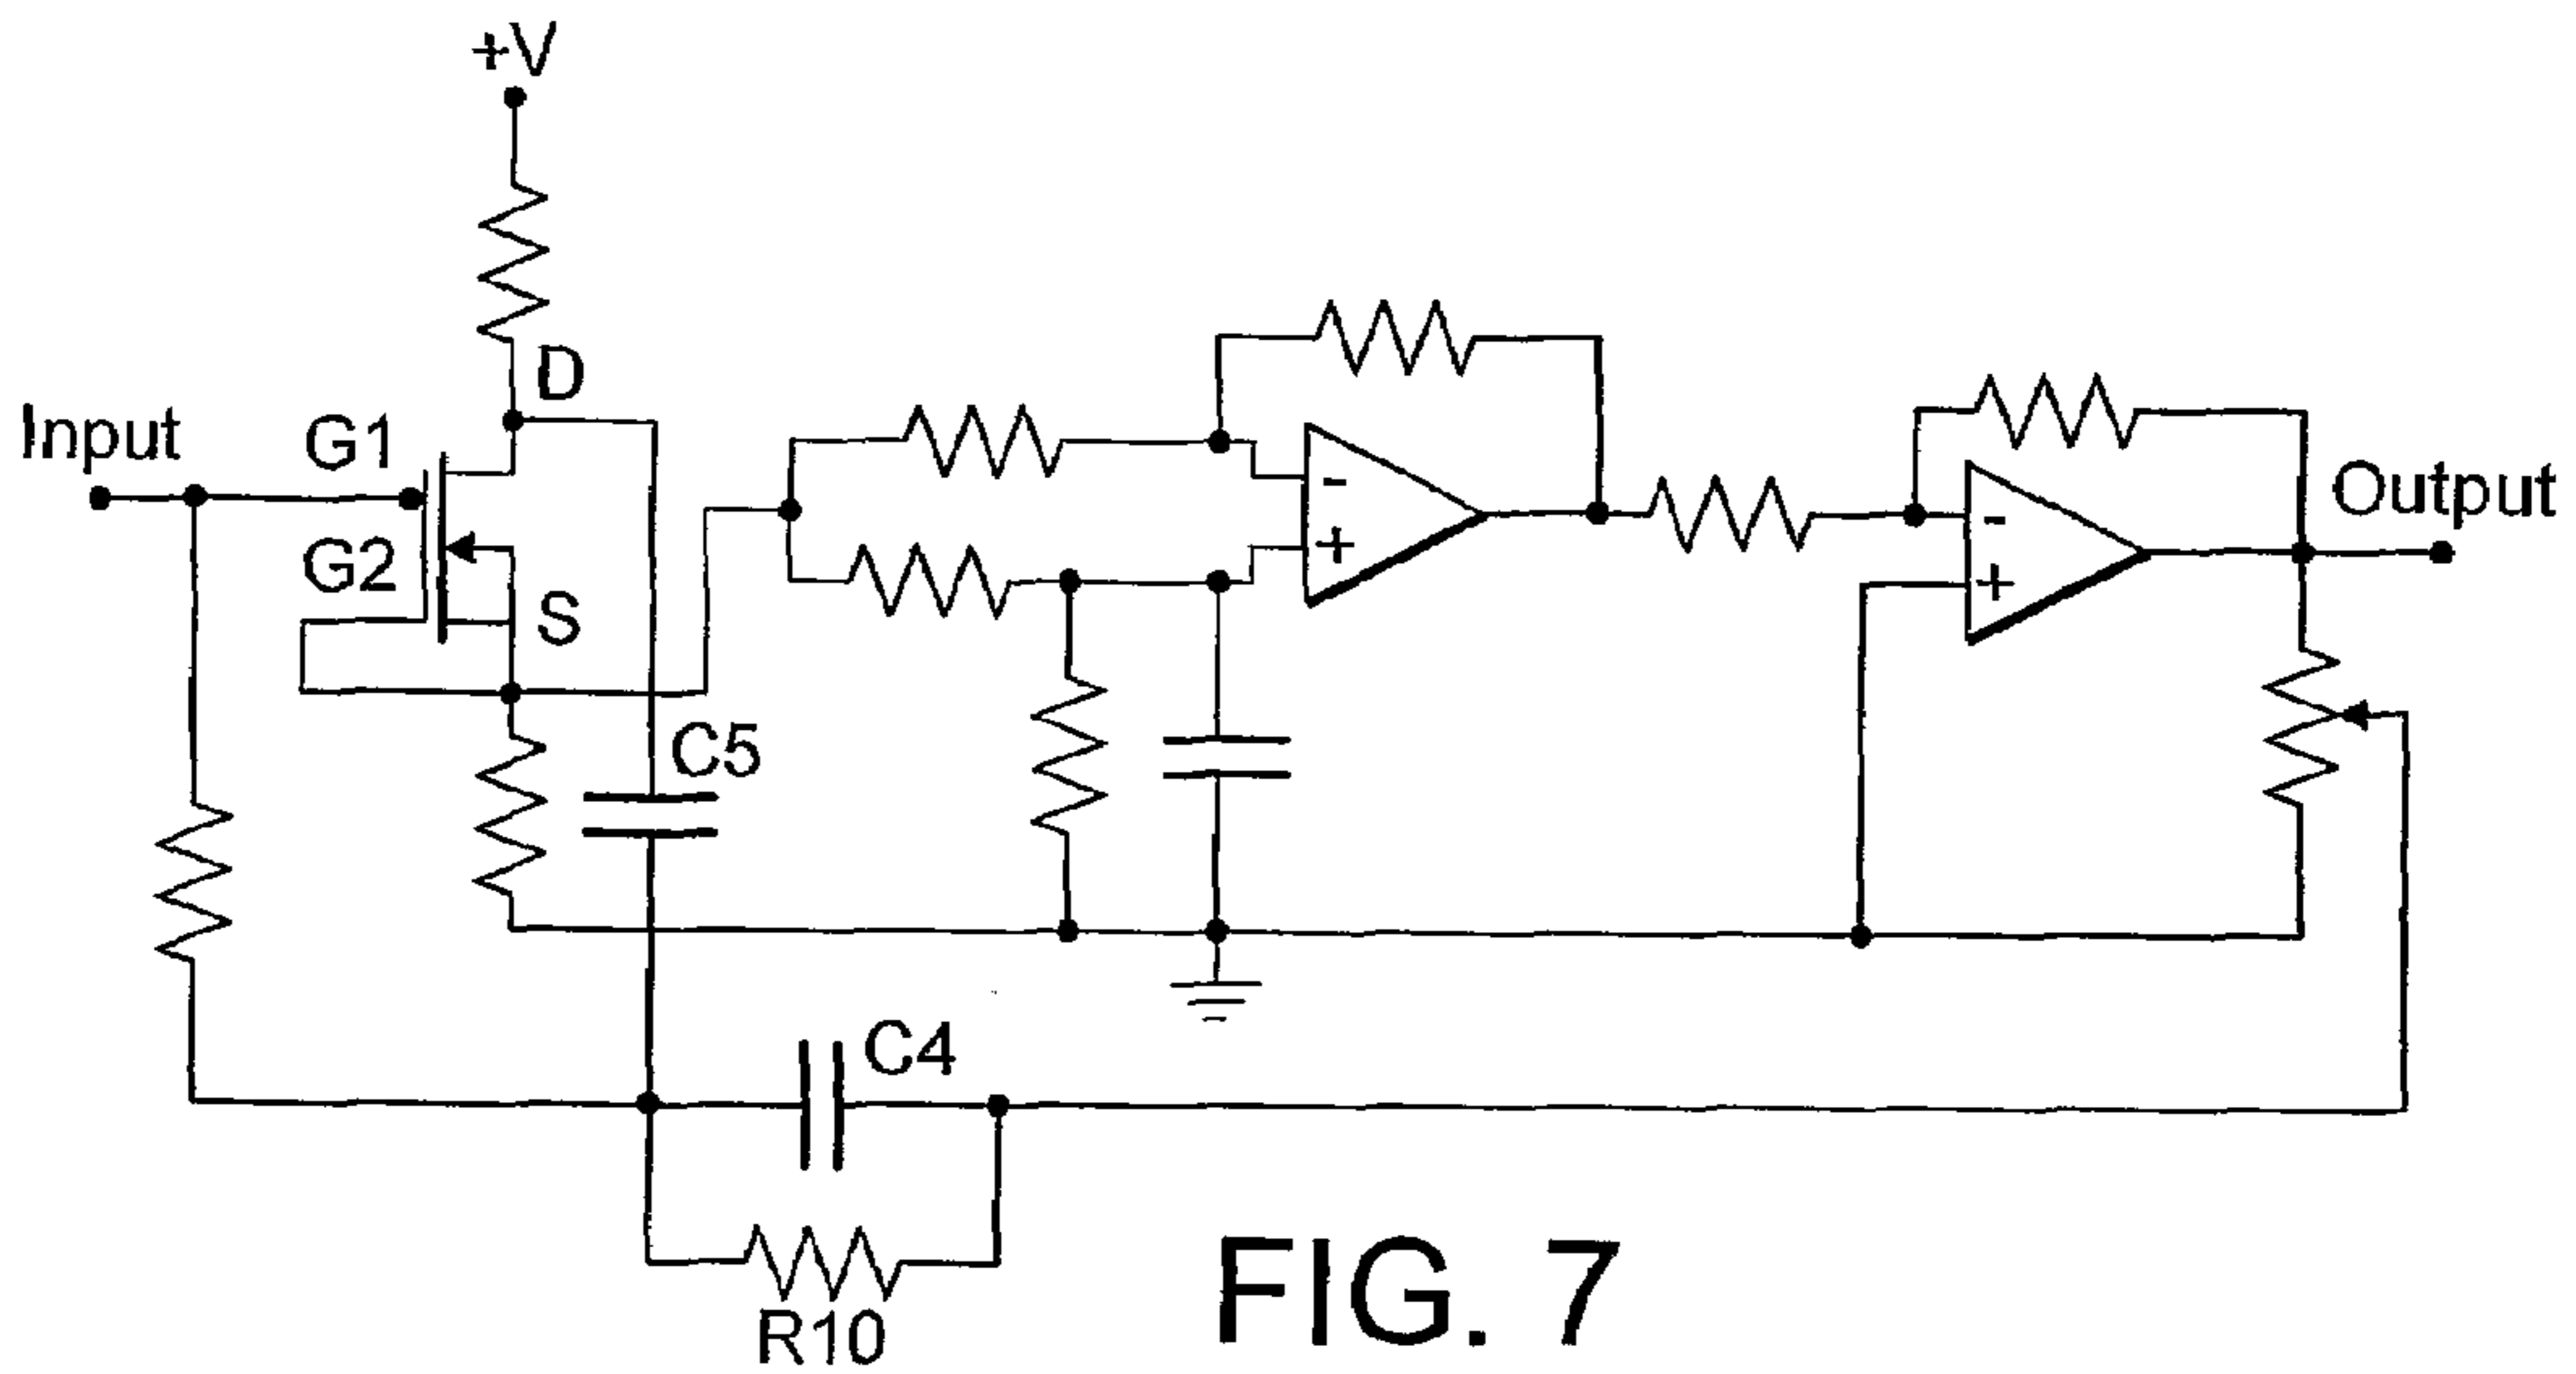 +V
D
Input
G1
G2
S
-
+
-
+
Output
C5
C4
R10
FIG. 7